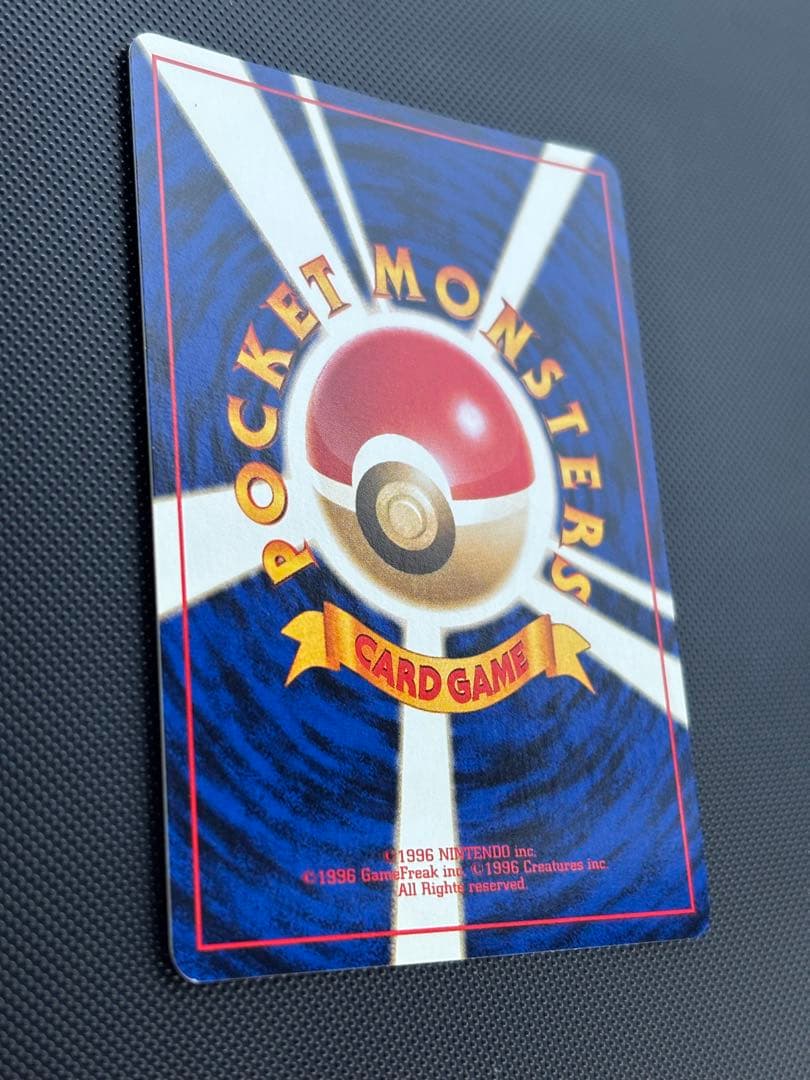 POCKET MONSTERS
CARD GAME
©1996 NINTENDO inc.
©1996 GameFreak inc. ©1996 Creatures inc.
All Rights reserved.